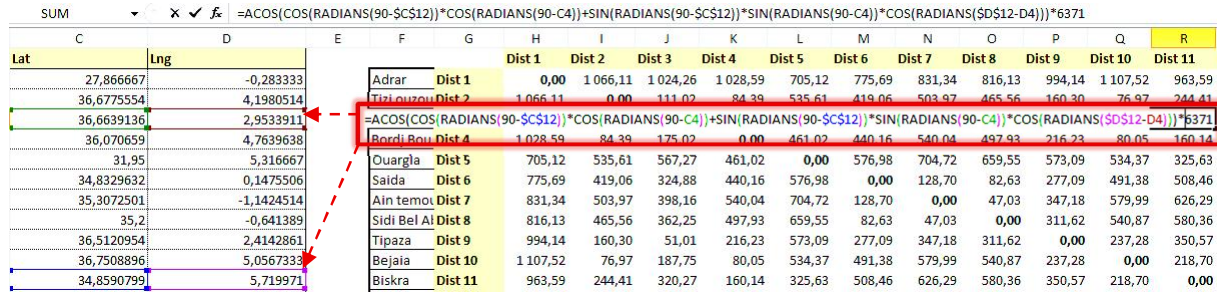 SUM =ACOS(COS(RADIANS(90-$C$12))*COS(RADIANS(90-C4))+SIN(RADIANS(90-$C$12))*SIN(RADIANS(90-C4))*COS(RADIANS($D$12-D4)))*6371
C D E F G H I J K L M N O P Q R
Lat Lng Dist 1 Dist 2 Dist 3 Dist 4 Dist 5 Dist 6 Dist 7 Dist 8 Dist 9 Dist 10 Dist 11
27,866667 -0,283333 Adrar Dist 1 0,00 1 066,11 1 024,26 1 028,59 705,12 775,69 831,34 816,13 994,14 1 107,52 963,59
36,6775554 4,1980514 Tizi ouzou Dist 2 1 066,11 0,00 111,02 84,39 535,61 419,06 503,97 465,56 160,30 76,97 244,41
36,6639136 2,9533911 =ACOS(COS(RADIANS(90-$C$12))*COS(RADIANS(90-C4))+SIN(RADIANS(90-$C$12))*SIN(RADIANS(90-C4))*COS(RADIANS($D$12-D4)))*6371
36,070659 4,7639638 Bordj Bou Dist 4 1 028,59 84,39 175,02 0,00 461,02 440,16 540,04 497,93 216,23 80,05 160,14
31,95 5,316667 Ouargla Dist 5 705,12 535,61 567,27 461,02 0,00 576,98 704,72 659,55 573,09 534,37 325,63
34,8329632 0,1475506 Saida Dist 6 775,69 419,06 324,88 440,16 576,98 0,00 128,70 82,63 277,09 491,38 508,46
35,3072501 -1,1424514 Ain temou Dist 7 831,34 503,97 398,16 540,04 704,72 128,70 0,00 47,03 347,18 579,99 626,29
35,2 -0,641389 Sidi Bel Al Dist 8 816,13 465,56 362,25 497,93 659,55 82,63 47,03 0,00 311,62 540,87 580,36
36,5120954 2,4142861 Tipaza Dist 9 994,14 160,30 51,01 216,23 573,09 277,09 347,18 311,62 0,00 237,28 350,57
36,7508896 5,0567333 Bejaia Dist 10 1 107,52 76,97 187,75 80,05 534,37 491,38 579,99 540,87 237,28 0,00 218,70
34,8590799 5,719971 Biskra Dist 11 963,59 244,41 320,27 160,14 325,63 508,46 626,29 580,36 350,57 218,70 0,00